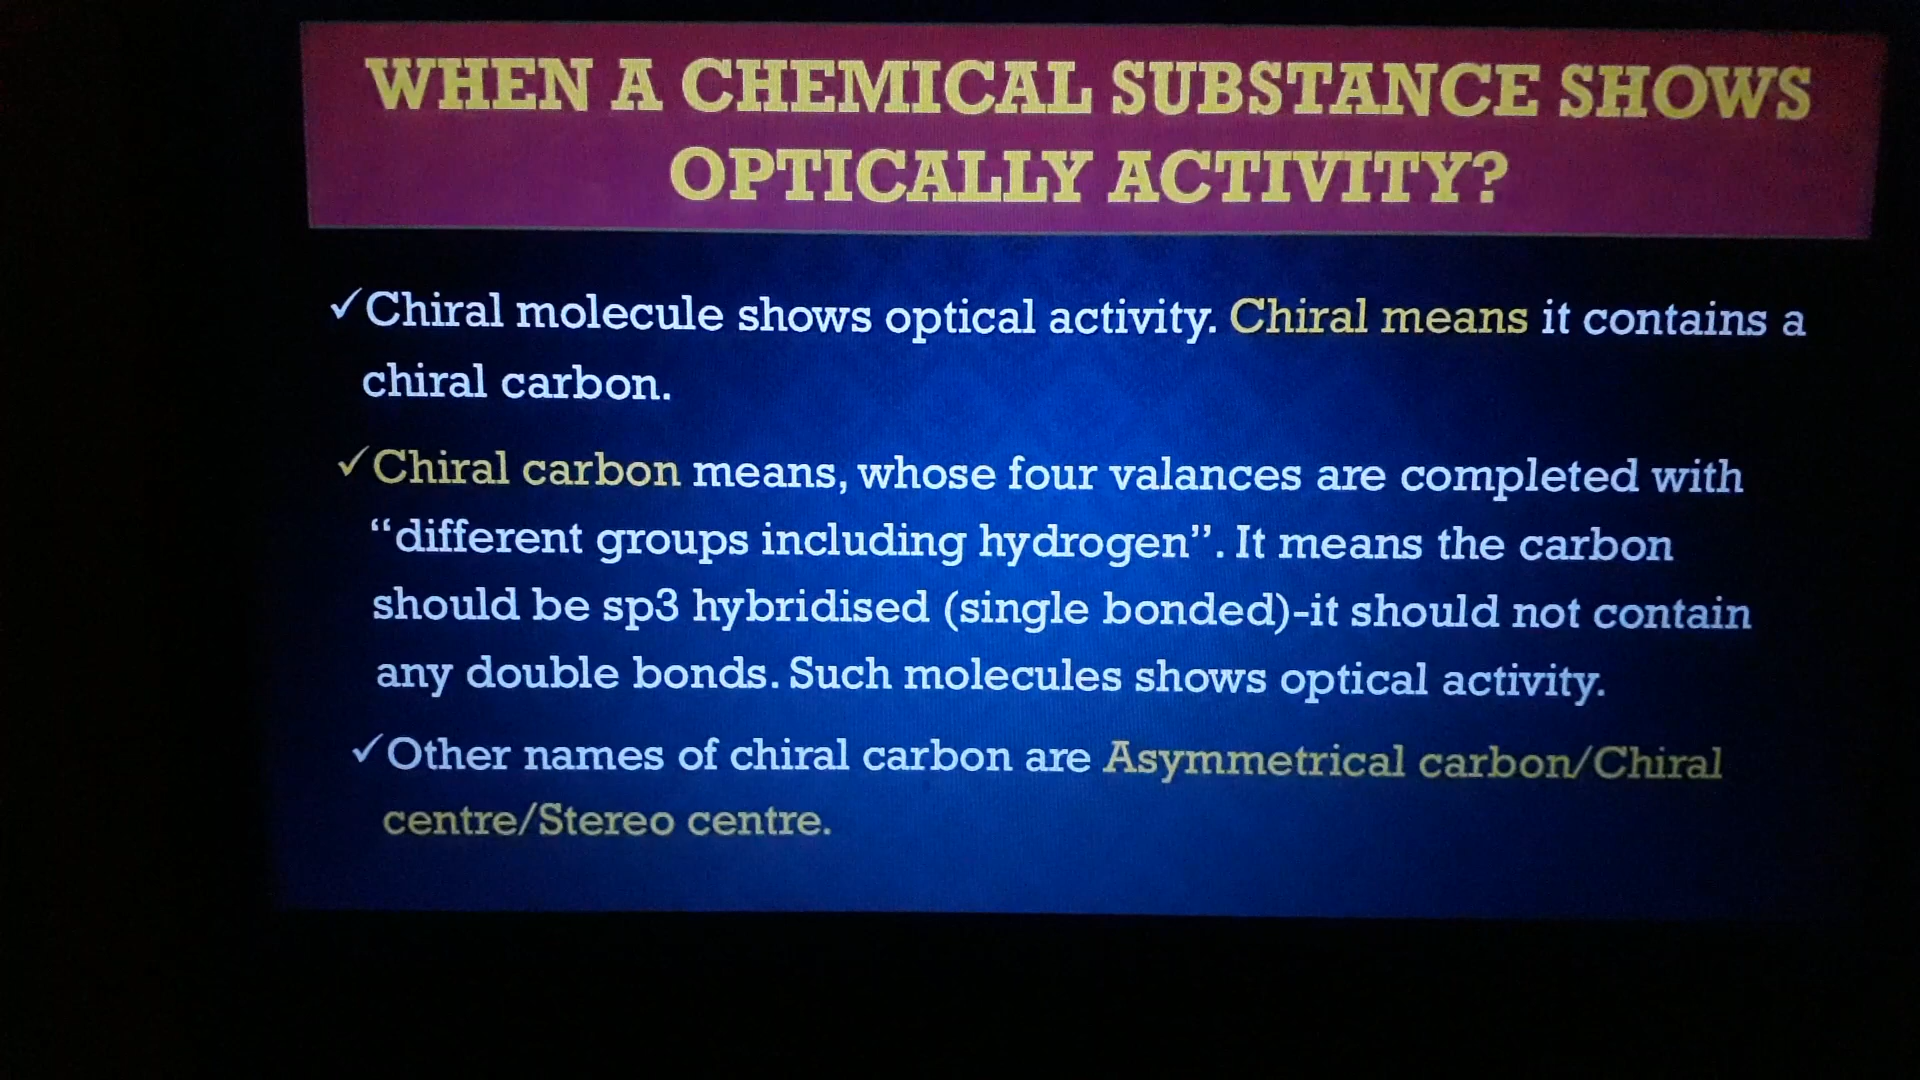 WHEN A CHEMICAL SUBSTANCE SHOWS
OPTICALLY ACTIVITY?
✓Chiral molecule shows optical activity. Chiral means it contains a
chiral carbon.
✓Chiral carbon means, whose four valances are completed with
“different groups including hydrogen”. It means the carbon
should be sp3 hybridised (single bonded)-it should not contain
any double bonds. Such molecules shows optical activity.
✓Other names of chiral carbon are Asymmetrical carbon/Chiral
centre/Stereo centre.